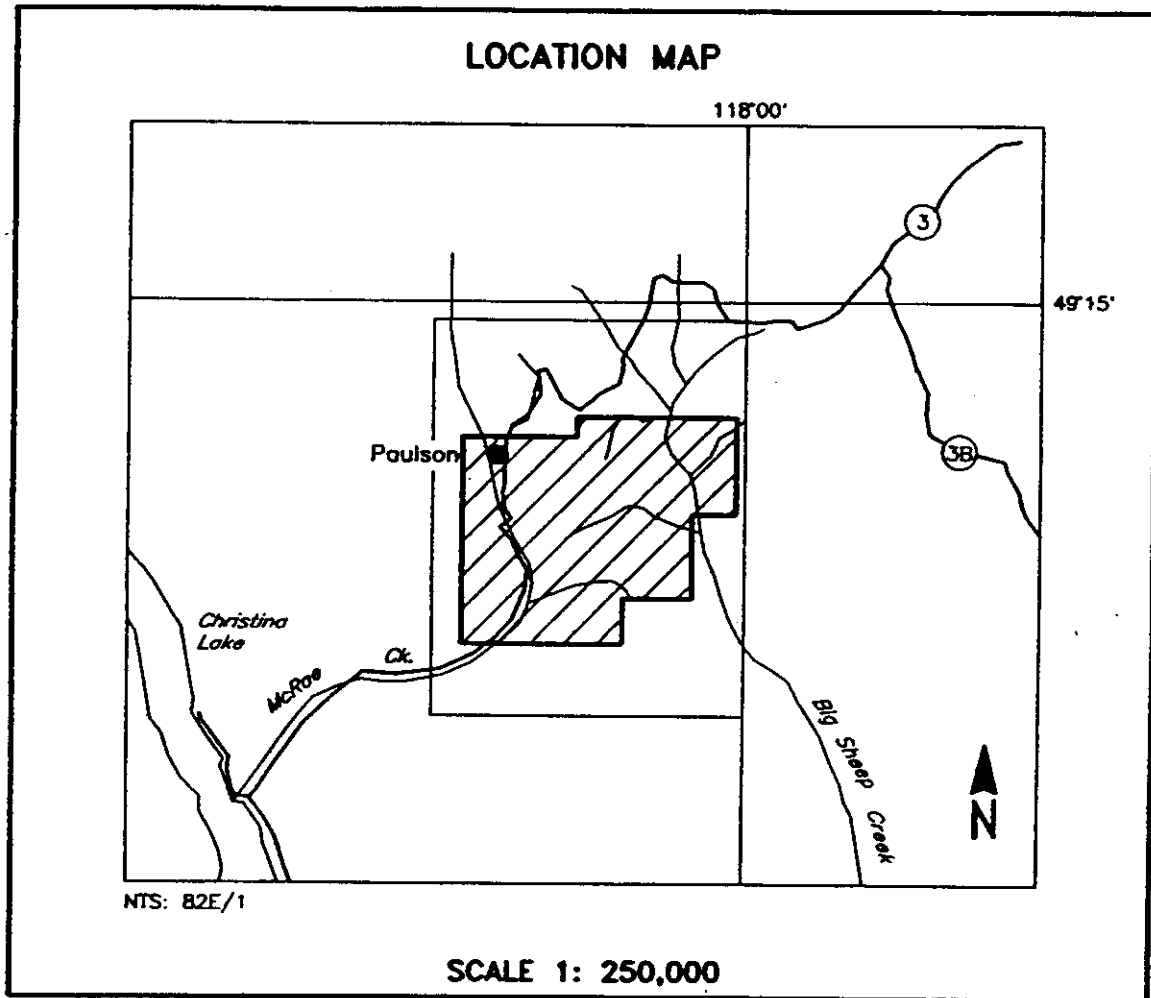 LOCATION MAP
118°00'
3
49°15'
3B
Paulson
Christina
Lake
McRae Ck.
Big Sheep Creek
N
NTS: 82E/1
SCALE 1: 250,000